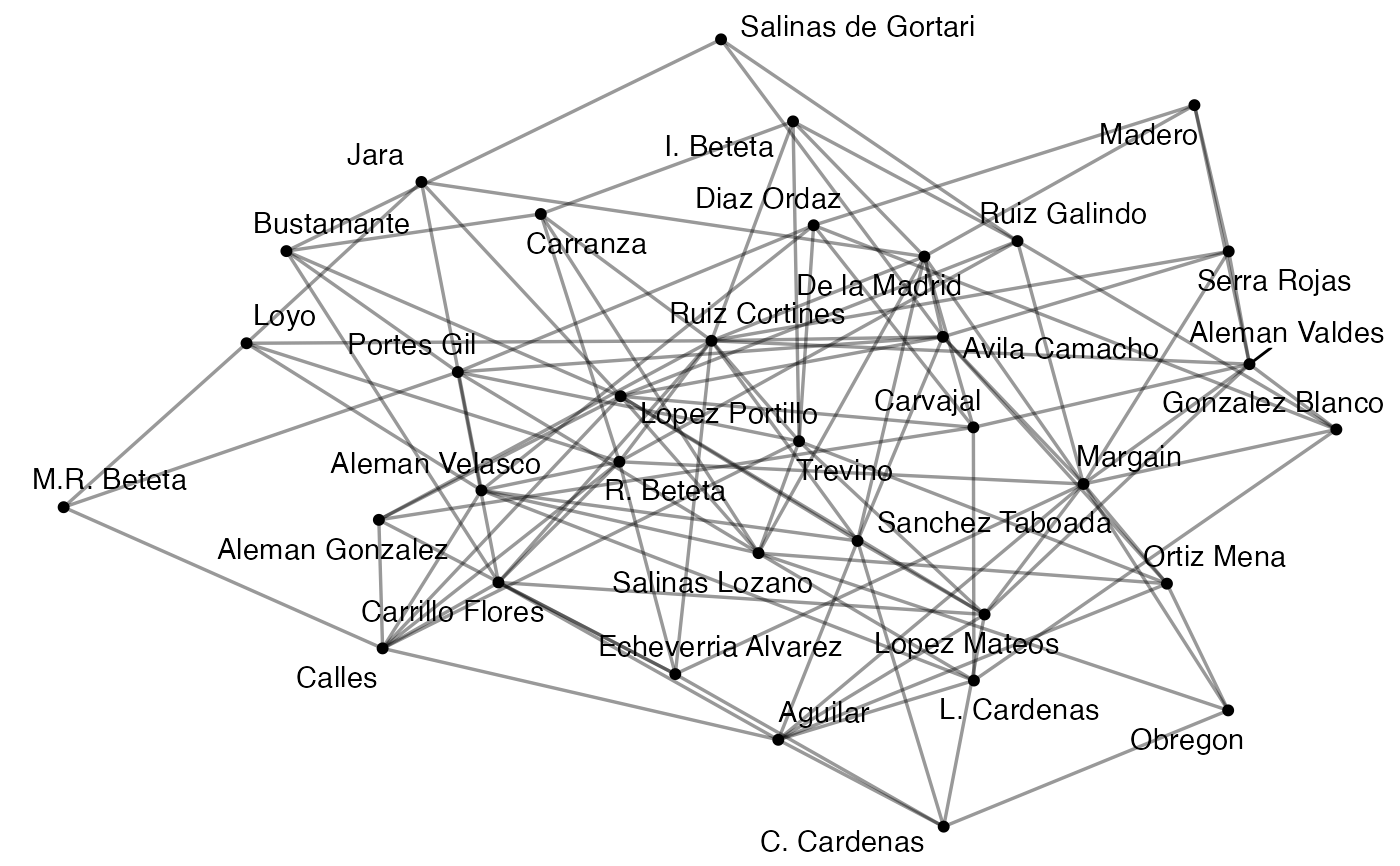 Salinas de Gortari
Madero
I. Beteta
Jara
Diaz Ordaz
Ruiz Galindo
Bustamante
Carranza
De la Madrid
Serra Rojas
Loyo
Ruiz Cortines
Aleman Valdes
Portes Gil
Avila Camacho
Carvajal
Gonzalez Blanco
Lopez Portillo
Margain
Aleman Velasco
Trevino
M.R. Beteta
R. Beteta
Sanchez Taboada
Aleman Gonzalez
Ortiz Mena
Salinas Lozano
Carrillo Flores
Echeverria Alvarez
Lopez Mateos
Calles
Aguilar
L. Cardenas
Obregon
C. Cardenas